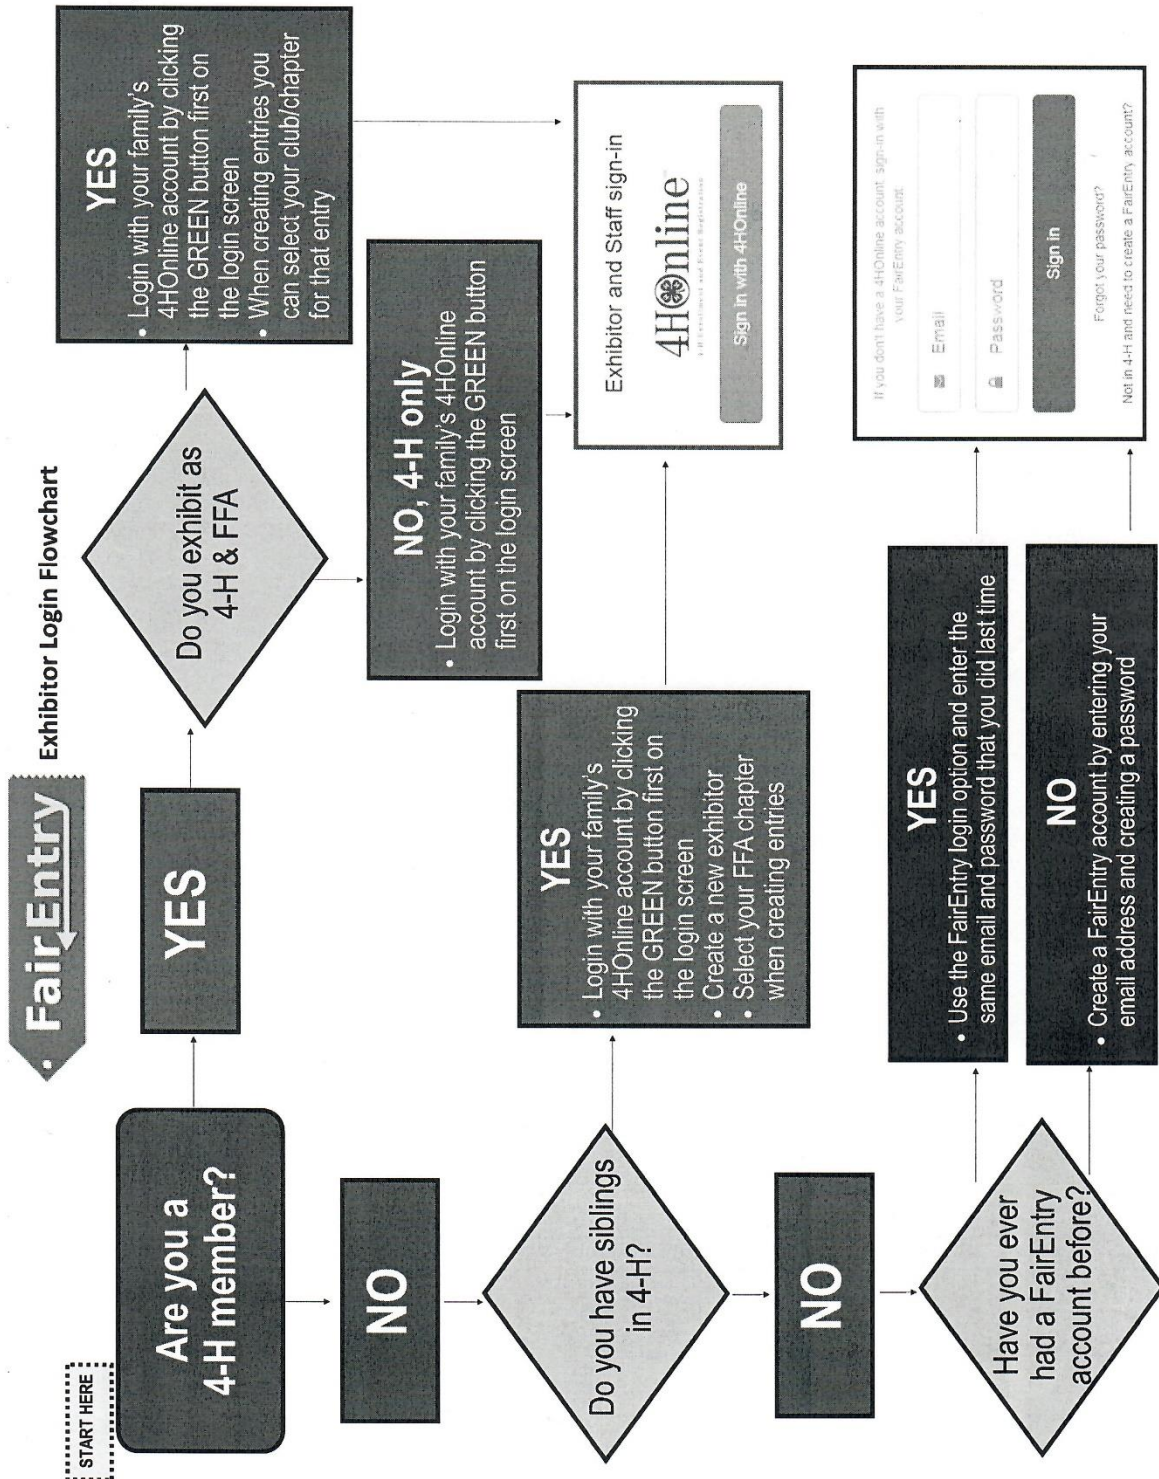 FairEntry
Exhibitor Login Flowchart
START HERE
Are you a
4-H member?
YES
Do you exhibit as
4-H & FFA
YES
• Login with your family's
4HOnline account by clicking
the GREEN button first on
the login screen
• When creating entries you
can select your club/chapter
for that entry
NO, 4-H only
• Login with your family's 4HOnline
account by clicking the GREEN button
first on the login screen
NO
Do you have siblings
in 4-H?
YES
• Login with your family's
4HOnline account by clicking
the GREEN button first on
the login screen
• Create a new exhibitor
• Select your FFA chapter
when creating entries
Exhibitor and Staff sign-in
4HOnline
4-H Enrollment and Event Registration
Sign in with 4HOnline
NO
Have you ever
had a FairEntry
account before?
YES
• Use the FairEntry login option and enter the
same email and password that you did last time
NO
• Create a FairEntry account by entering your
email address and creating a password
If you don't have a 4HOnline account, sign-in with
your FairEntry account.
Email
Password
Sign in
Forgot your password?
Not in 4-H and need to create a FairEntry account?